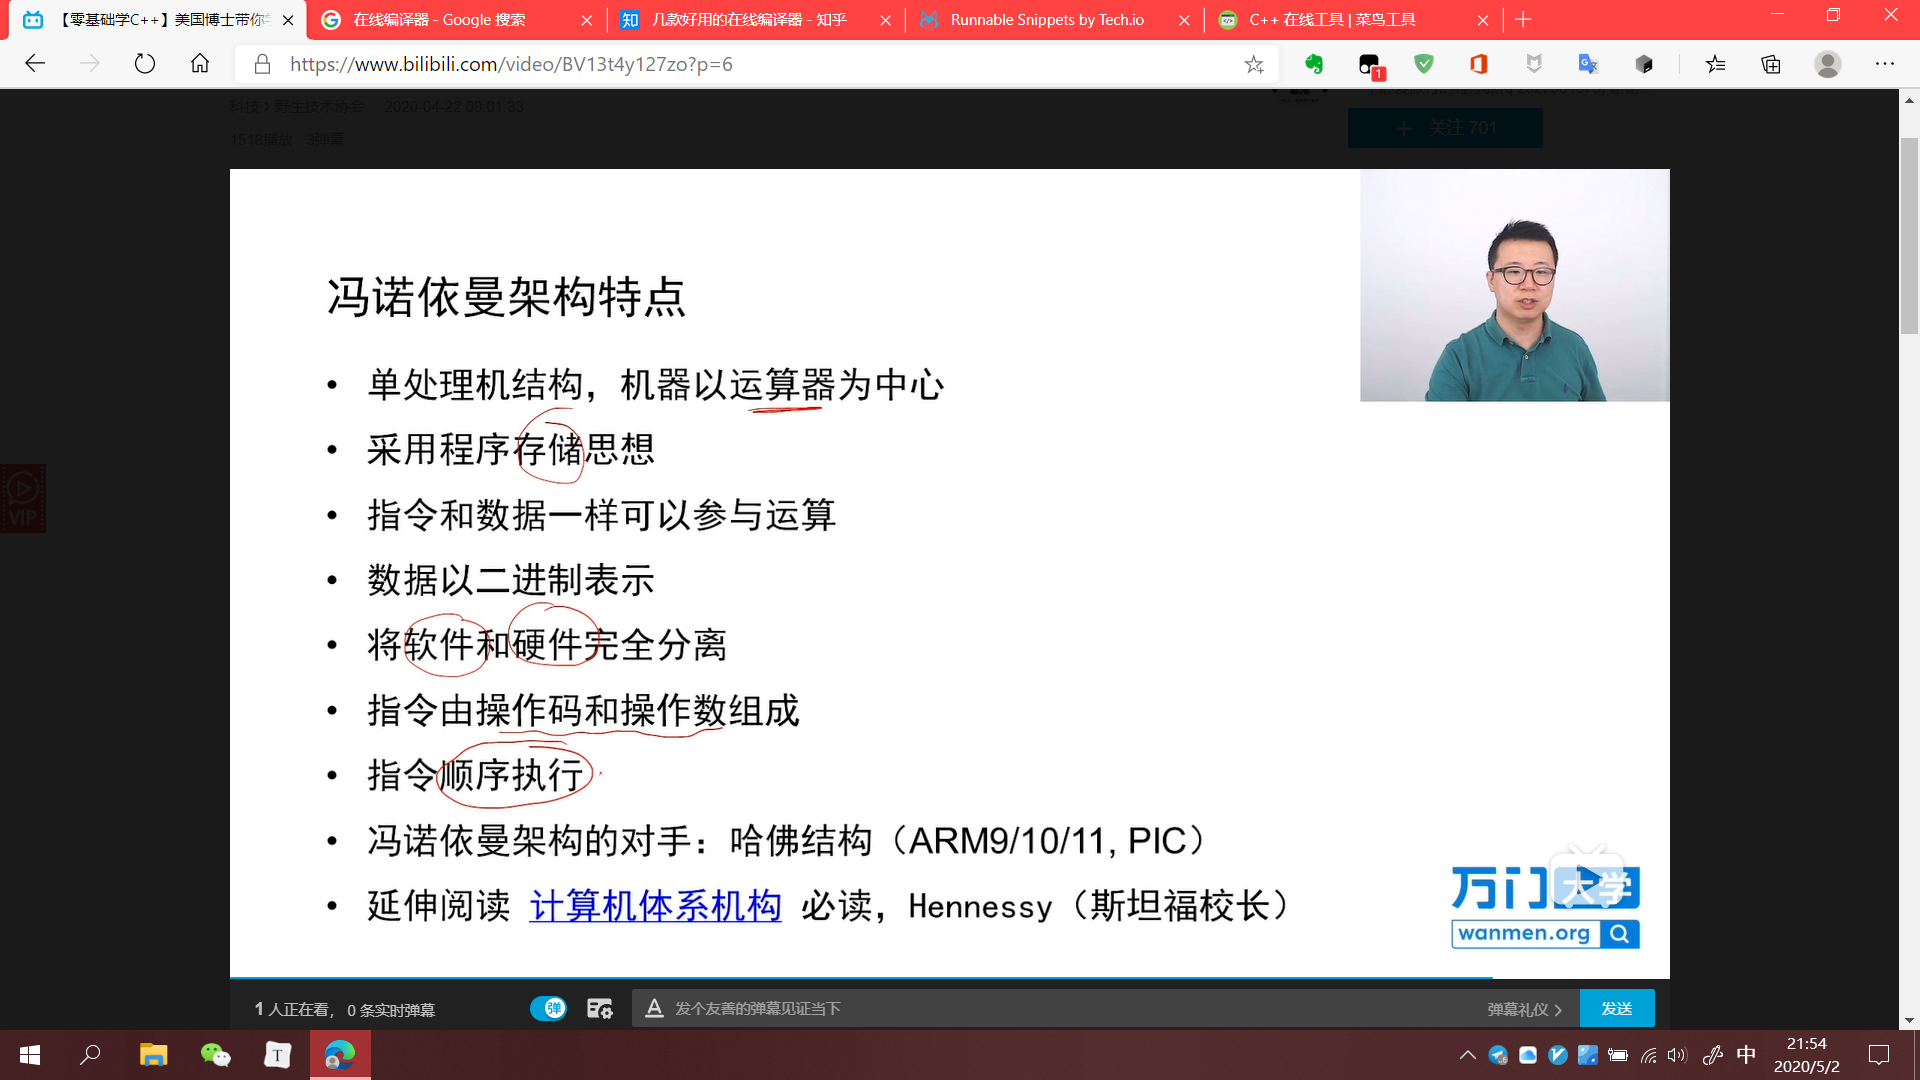 【零基础学C++】美国博士带你学
在线编译器 - Google 搜索
几款好用的在线编译器 - 知乎
Runnable Snippets by Tech.io
C++ 在线工具 | 菜鸟工具
https://www.bilibili.com/video/BV13t4y127zo?p=6
1
科技 > 野生技术协会 2020-04-22 08:01:33
1518播放 · 3弹幕
+ 关注 701
VIP
冯诺依曼架构特点
• 单处理机结构，机器以运算器为中心
• 采用程序存储思想
• 指令和数据一样可以参与运算
• 数据以二进制表示
• 将软件和硬件完全分离
• 指令由操作码和操作数组成
• 指令顺序执行
• 冯诺依曼架构的对手：哈佛结构（ARM9/10/11, PIC）
• 延伸阅读 计算机体系机构 必读，Hennessy（斯坦福校长）
万门大学
wanmen.org
1 人正在看， 0 条实时弹幕
弹
A 发个友善的弹幕见证当下
弹幕礼仪 >
发送
T
中
21:54
2020/5/2